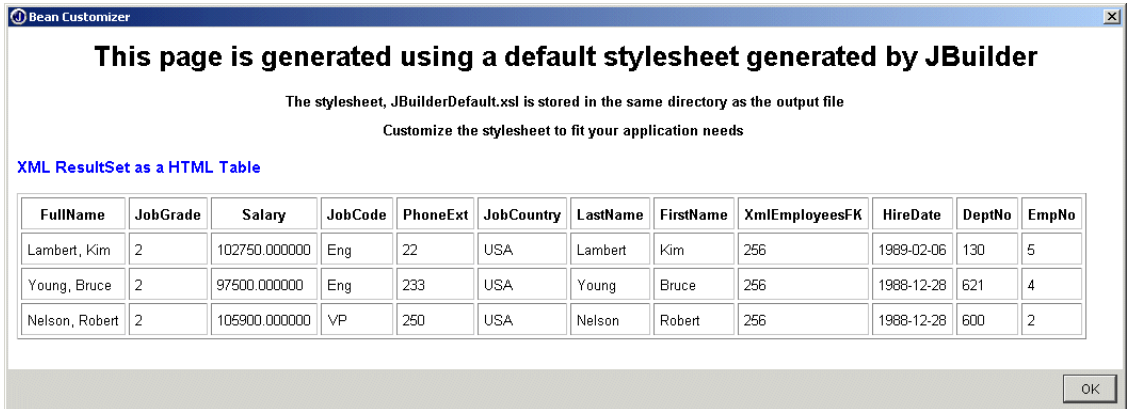 Bean Customizer
This page is generated using a default stylesheet generated by JBuilder
The stylesheet, JBuilderDefault.xsl is stored in the same directory as the output file
Customize the stylesheet to fit your application needs
XML ResultSet as a HTML Table
FullName JobGrade Salary JobCode PhoneExt JobCountry LastName FirstName XmlEmployeesFK HireDate DeptNo EmpNo
Lambert, Kim 2 102750.000000 Eng 22 USA Lambert Kim 256 1989-02-06 130 5
Young, Bruce 2 97500.000000 Eng 233 USA Young Bruce 256 1988-12-28 621 4
Nelson, Robert 2 105900.000000 VP 250 USA Nelson Robert 256 1988-12-28 600 2
OK